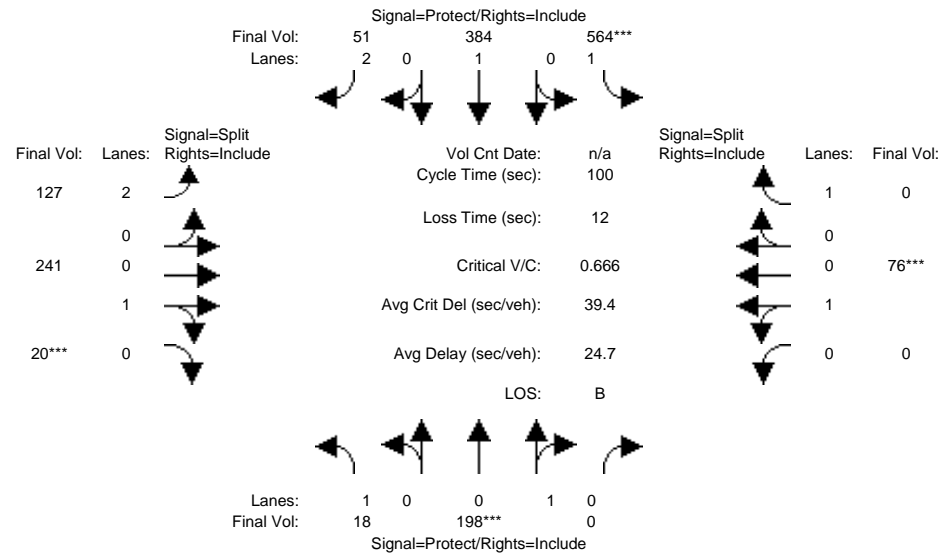 Signal=Protect/Rights=Include
Final Vol: 51 384 564***
Lanes: 2 0 1 0 1
Signal=Split
Final Vol: Lanes: Rights=Include
Vol Cnt Date: n/a
Signal=Split
Rights=Include Lanes: Final Vol:
Cycle Time (sec): 100
127 2
1 0
Loss Time (sec): 12
0
0
241 0
Critical V/C: 0.666
0 76***
1
Avg Crit Del (sec/veh): 39.4
1
20*** 0
Avg Delay (sec/veh): 24.7
0 0
LOS: B
Lanes: 1 0 0 1 0
Final Vol: 18 198*** 0
Signal=Protect/Rights=Include